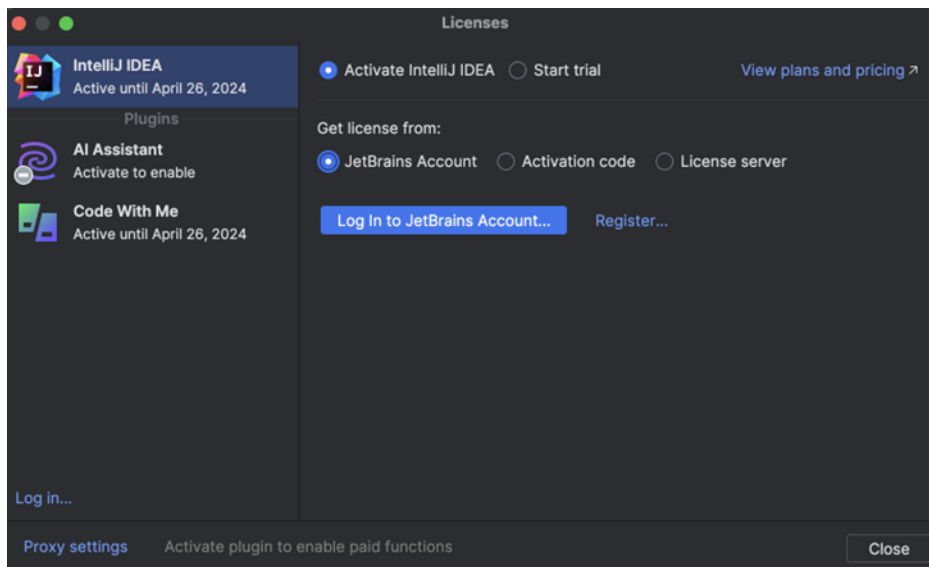 Licenses
IntelliJ IDEA
Active until April 26, 2024
Plugins
AI Assistant
Activate to enable
Code With Me
Active until April 26, 2024
Log in...
Activate IntelliJ IDEA Start trial View plans and pricing ↗
Get license from:
JetBrains Account Activation code License server
Log In to JetBrains Account... Register...
Proxy settings Activate plugin to enable paid functions Close
IJ